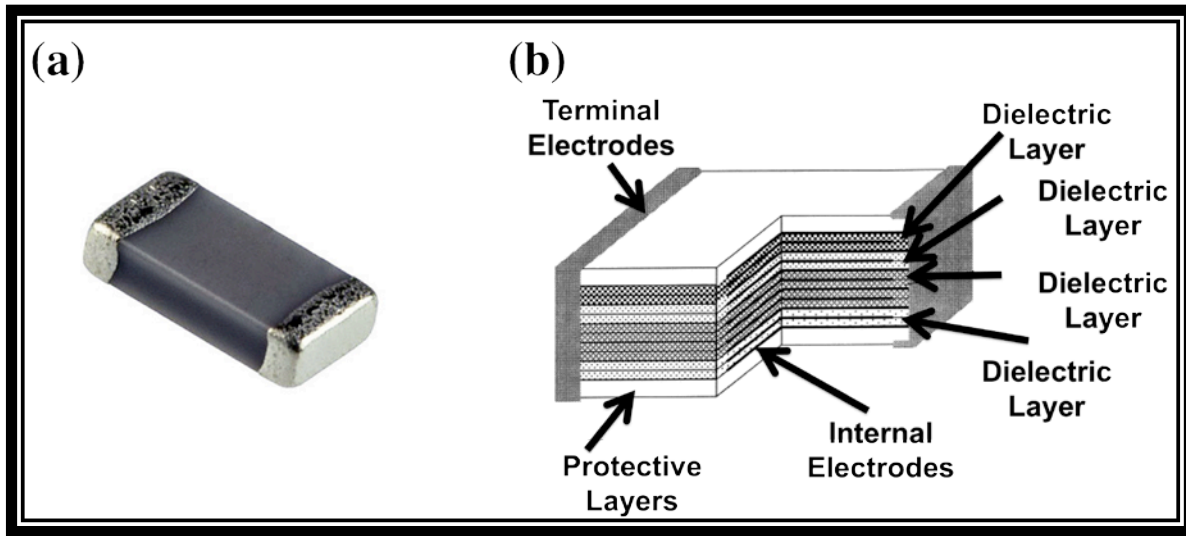 (a)
(b)
Terminal
Electrodes
Dielectric
Layer
Dielectric
Layer
Dielectric
Layer
Dielectric
Layer
Internal
Electrodes
Protective
Layers